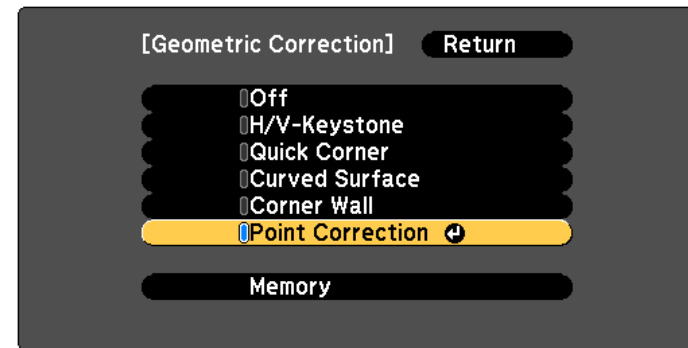 [Geometric Correction] Return
Off
H/V-Keystone
Quick Corner
Curved Surface
Corner Wall
Point Correction
Memory